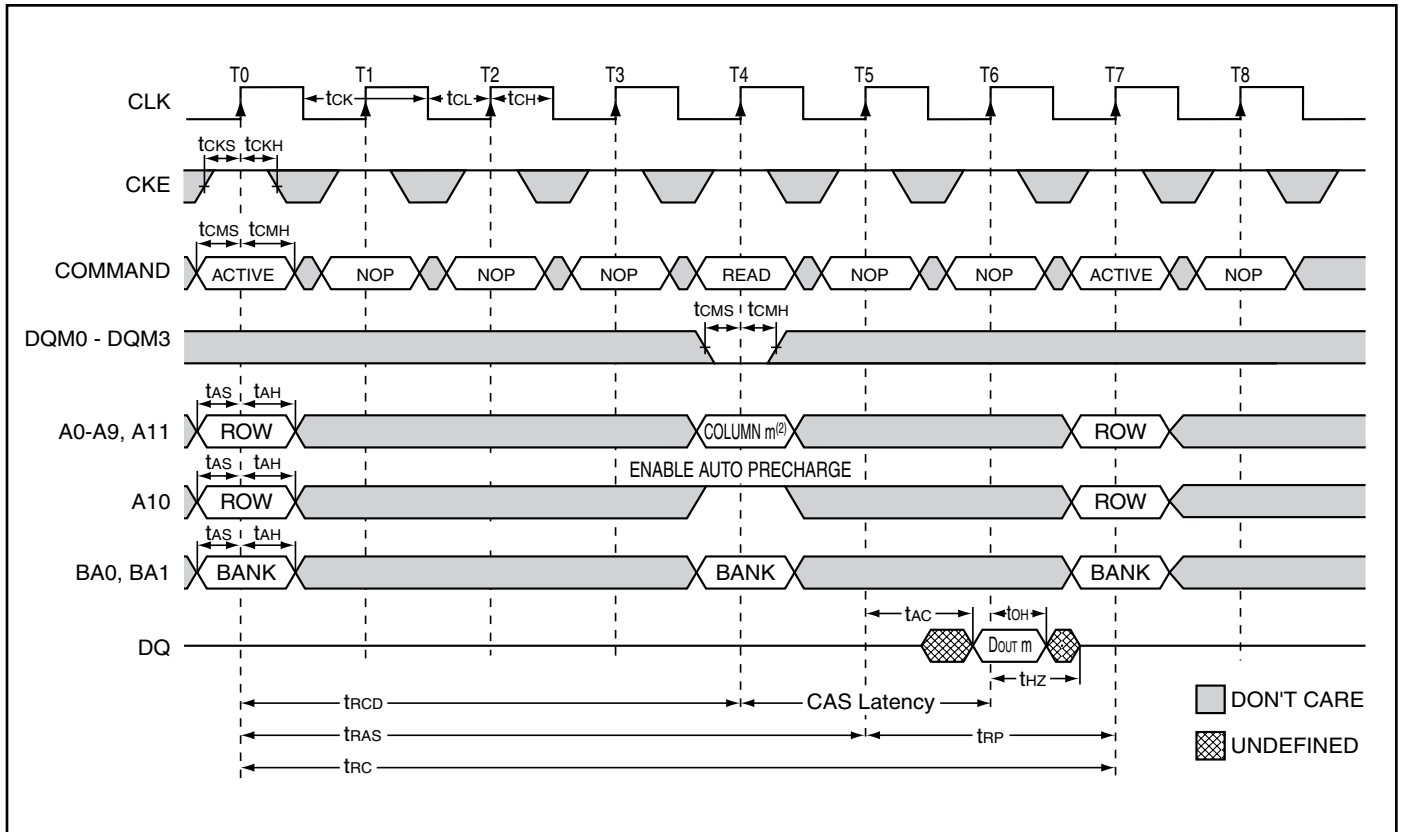 T0 T1 T2 T3 T4 T5 T6 T7 T8
CLK tCK tCL tCH
tCKS tCKH
CKE
tCMS tCMH
COMMAND ACTIVE NOP NOP NOP READ NOP NOP ACTIVE NOP
tCMS tCMH
DQM0 - DQM3
tAS tAH
A0-A9, A11 ROW COLUMN m(2) ROW
tAS tAH ENABLE AUTO PRECHARGE
A10 ROW ROW
tAS tAH
BA0, BA1 BANK BANK BANK
tAC tOH
DQ DOUT m
tHZ
tRCD CAS Latency
DON'T CARE
tRAS tRP
UNDEFINED
tRC